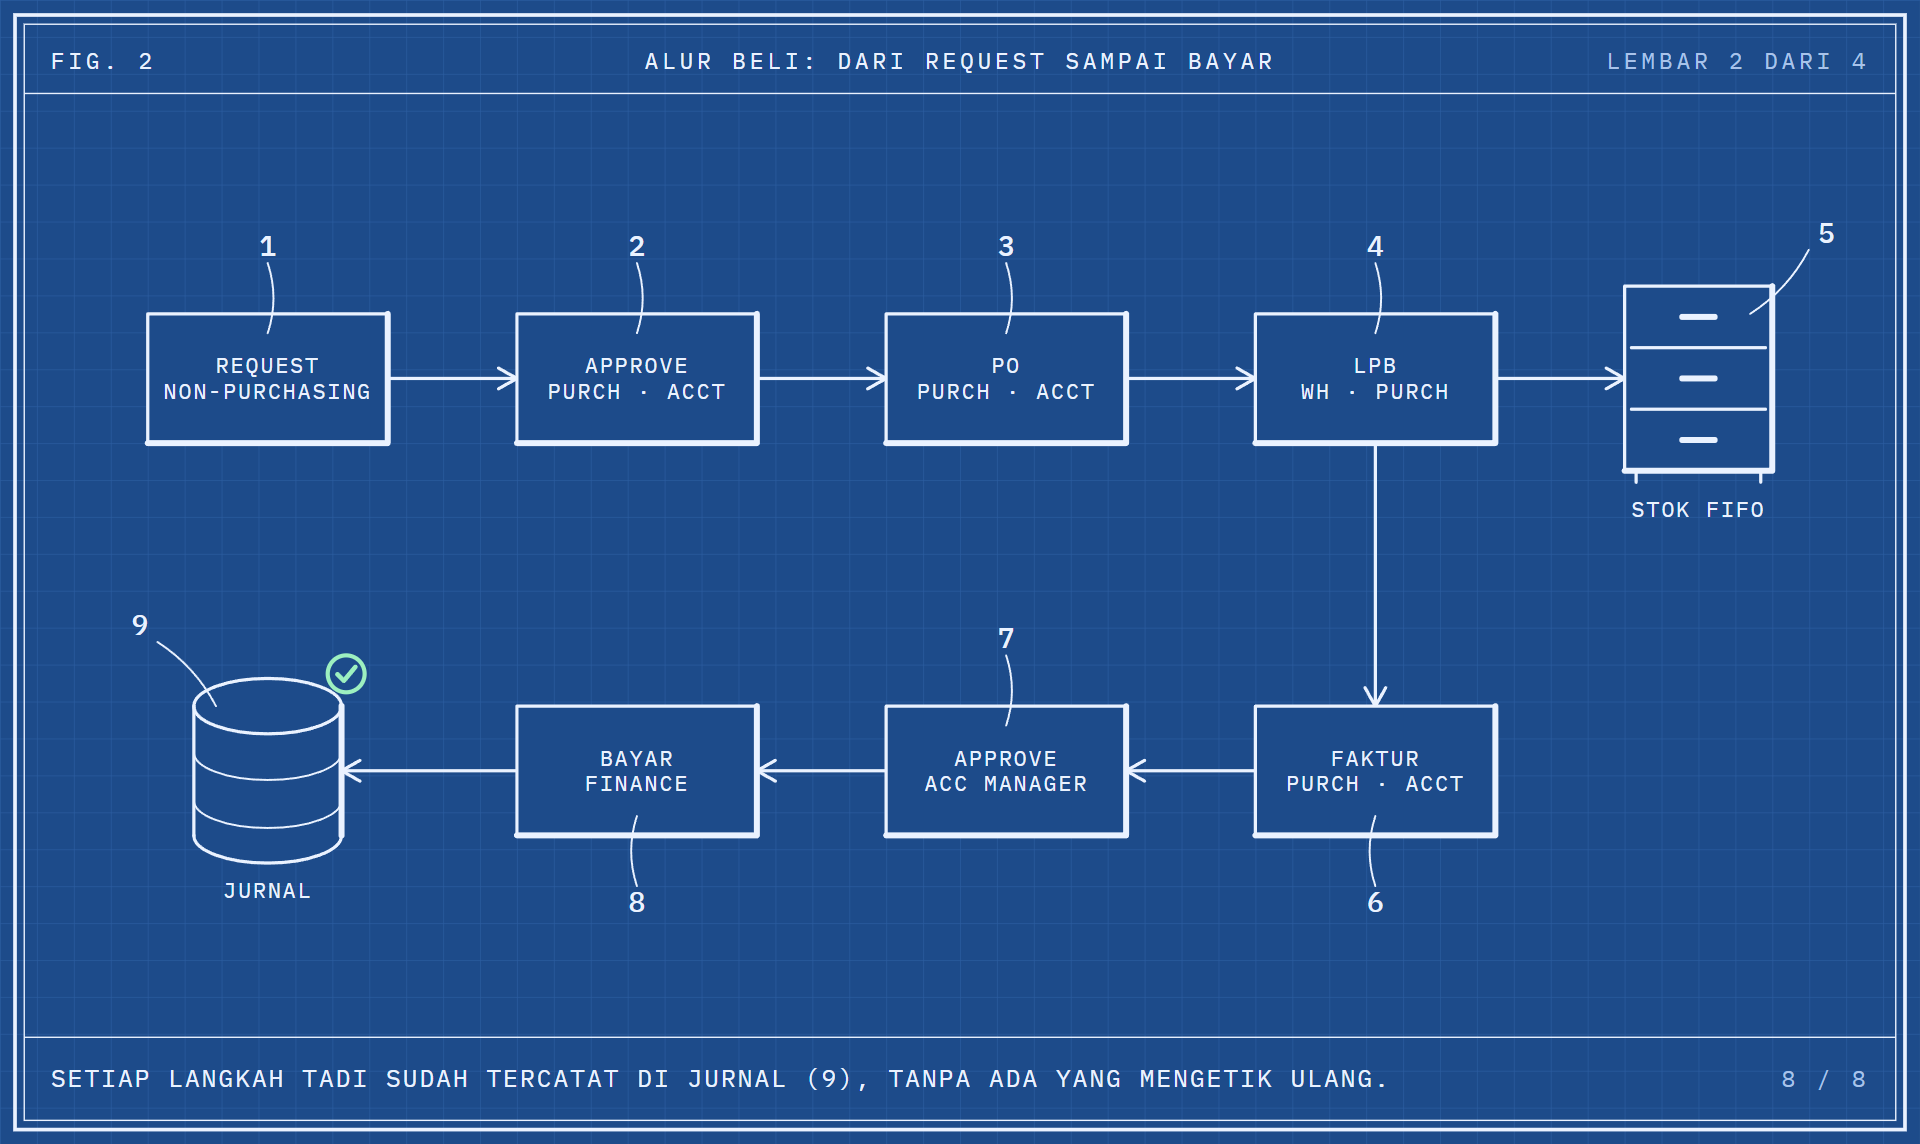 FIG. 2
ALUR BELI: DARI REQUEST SAMPAI BAYAR
LEMBAR 2 DARI 4
1
2
3
4
5
REQUEST
NON-PURCHASING
APPROVE
PURCH · ACCT
PO
PURCH · ACCT
LPB
WH · PURCH
STOK FIFO
9
7
JURNAL
BAYAR
FINANCE
APPROVE
ACC MANAGER
FAKTUR
PURCH · ACCT
8
6
SETIAP LANGKAH TADI SUDAH TERCATAT DI JURNAL (9), TANPA ADA YANG MENGETIK ULANG.
8 / 8